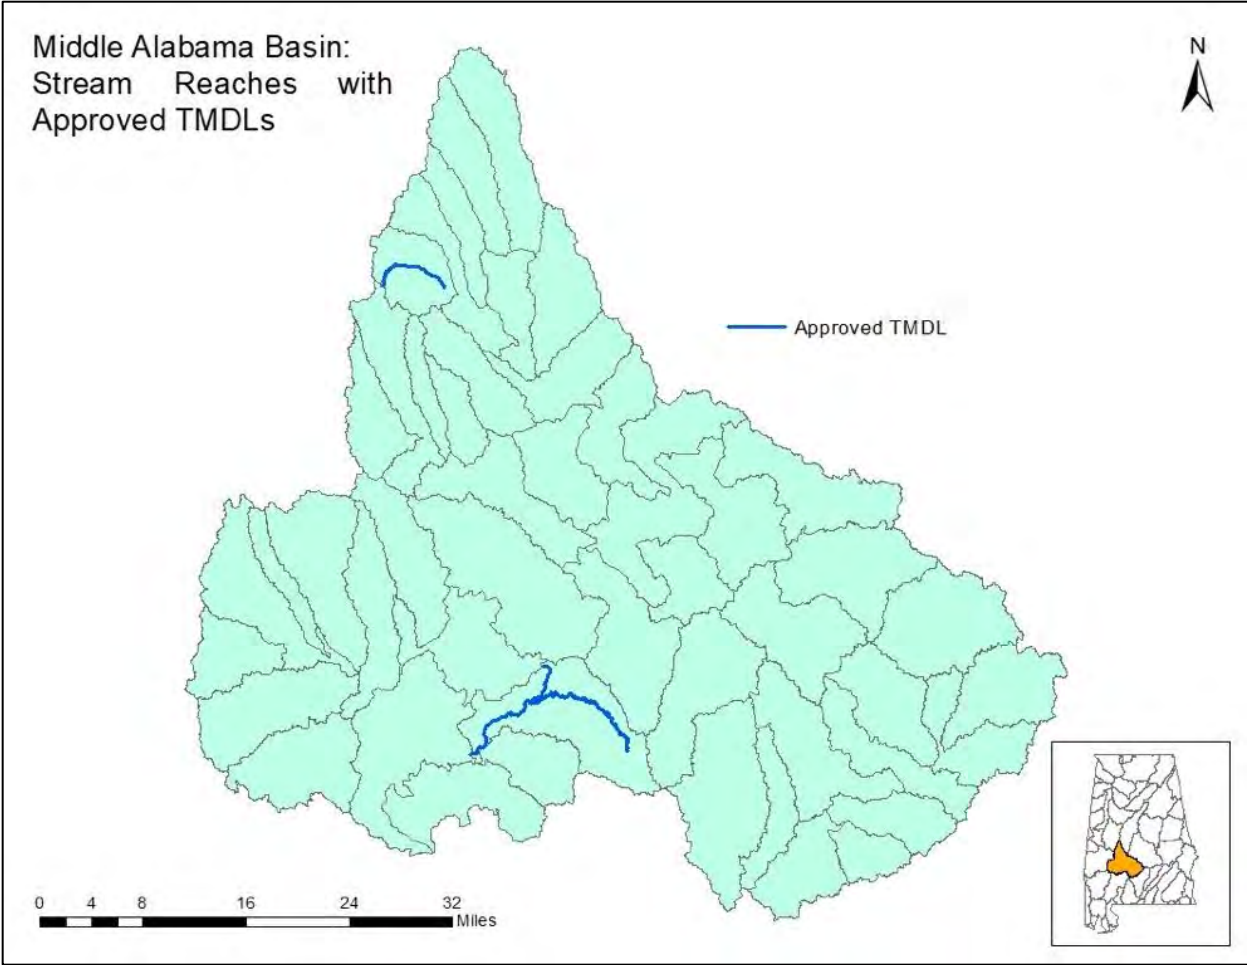 Middle Alabama Basin:
Stream Reaches with
Approved TMDLs
N
Approved TMDL
0 4 8 16 24 32
Miles